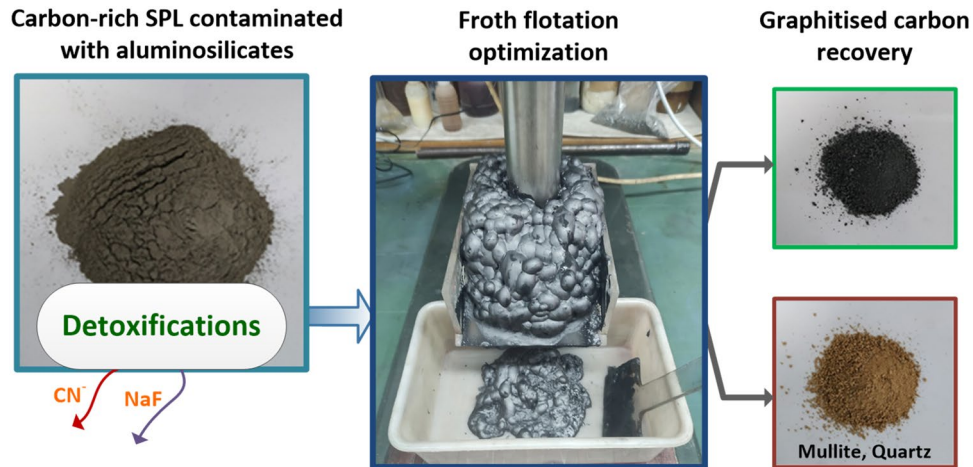 Carbon-rich SPL contaminated
with aluminosilicates
Froth flotation
optimization
Graphitised carbon
recovery
Detoxifications
CN⁻
NaF
Mullite, Quartz